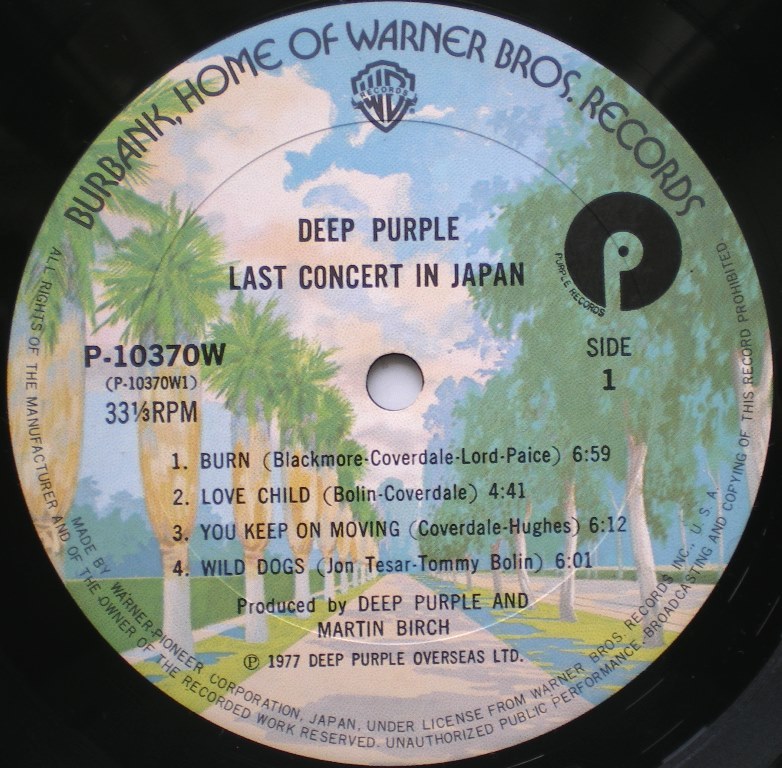 BURBANK, HOME OF WARNER BROS. RECORDS
WB
RECORDS
DEEP PURPLE
LAST CONCERT IN JAPAN
P
PURPLE RECORDS
P-10370W
(P-10370W1)
33⅓RPM
SIDE
1
1. BURN (Blackmore-Coverdale-Lord-Paice) 6:59
2. LOVE CHILD (Bolin-Coverdale) 4:41
3. YOU KEEP ON MOVING (Coverdale-Hughes) 6:12
4. WILD DOGS (Jon Tesar-Tommy Bolin) 6:01
Produced by DEEP PURPLE AND
MARTIN BIRCH
℗ 1977 DEEP PURPLE OVERSEAS LTD.
MADE BY WARNER-PIONEER CORPORATION, JAPAN, UNDER LICENSE FROM WARNER BROS. RECORDS INC., U.S.A.
ALL RIGHTS OF THE MANUFACTURER AND OF THE OWNER OF THE RECORDED WORK RESERVED. UNAUTHORIZED PUBLIC PERFORMANCE, BROADCASTING AND COPYING OF THIS RECORD PROHIBITED